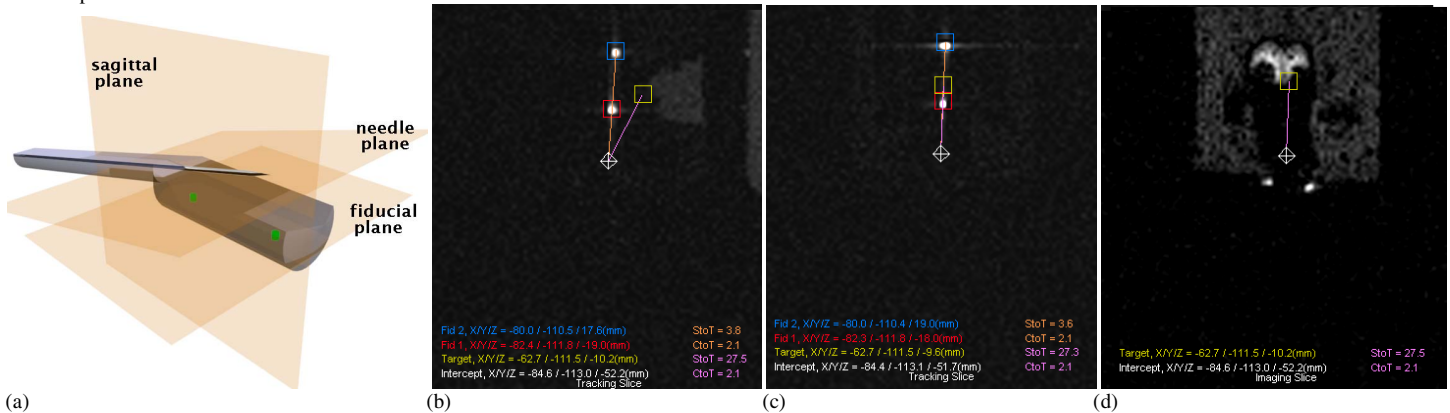 sagittal
plane
needle
plane
fiducial
plane
(a)
Fid 2, X/Y/Z = -80.0 / -110.5 / 17.6(mm)
StoT = 3.8
Fid 1, X/Y/Z = -82.4 / -111.8 / -19.0(mm)
CtoT = 2.1
Target, X/Y/Z = -62.7 / -111.5 / -10.2(mm)
StoT = 27.5
Intercept, X/Y/Z = -84.6 / -113.0 / -52.2(mm)
CtoT = 2.1
Tracking Slice
(b)
Fid 2, X/Y/Z = -80.0 / -110.4 / 19.0(mm)
StoT = 3.6
Fid 1, X/Y/Z = -82.3 / -111.8 / -18.0(mm)
CtoT = 2.1
Target, X/Y/Z = -62.7 / -111.5 / -9.6(mm)
StoT = 27.3
Intercept, X/Y/Z = -84.4 / -113.1 / -51.7(mm)
CtoT = 2.1
Tracking Slice
(c)
Target, X/Y/Z = -62.7 / -111.5 / -10.2(mm)
StoT = 27.5
Intercept, X/Y/Z = -84.6 / -113.0 / -52.2(mm)
CtoT = 2.1
Imaging Slice
(d)